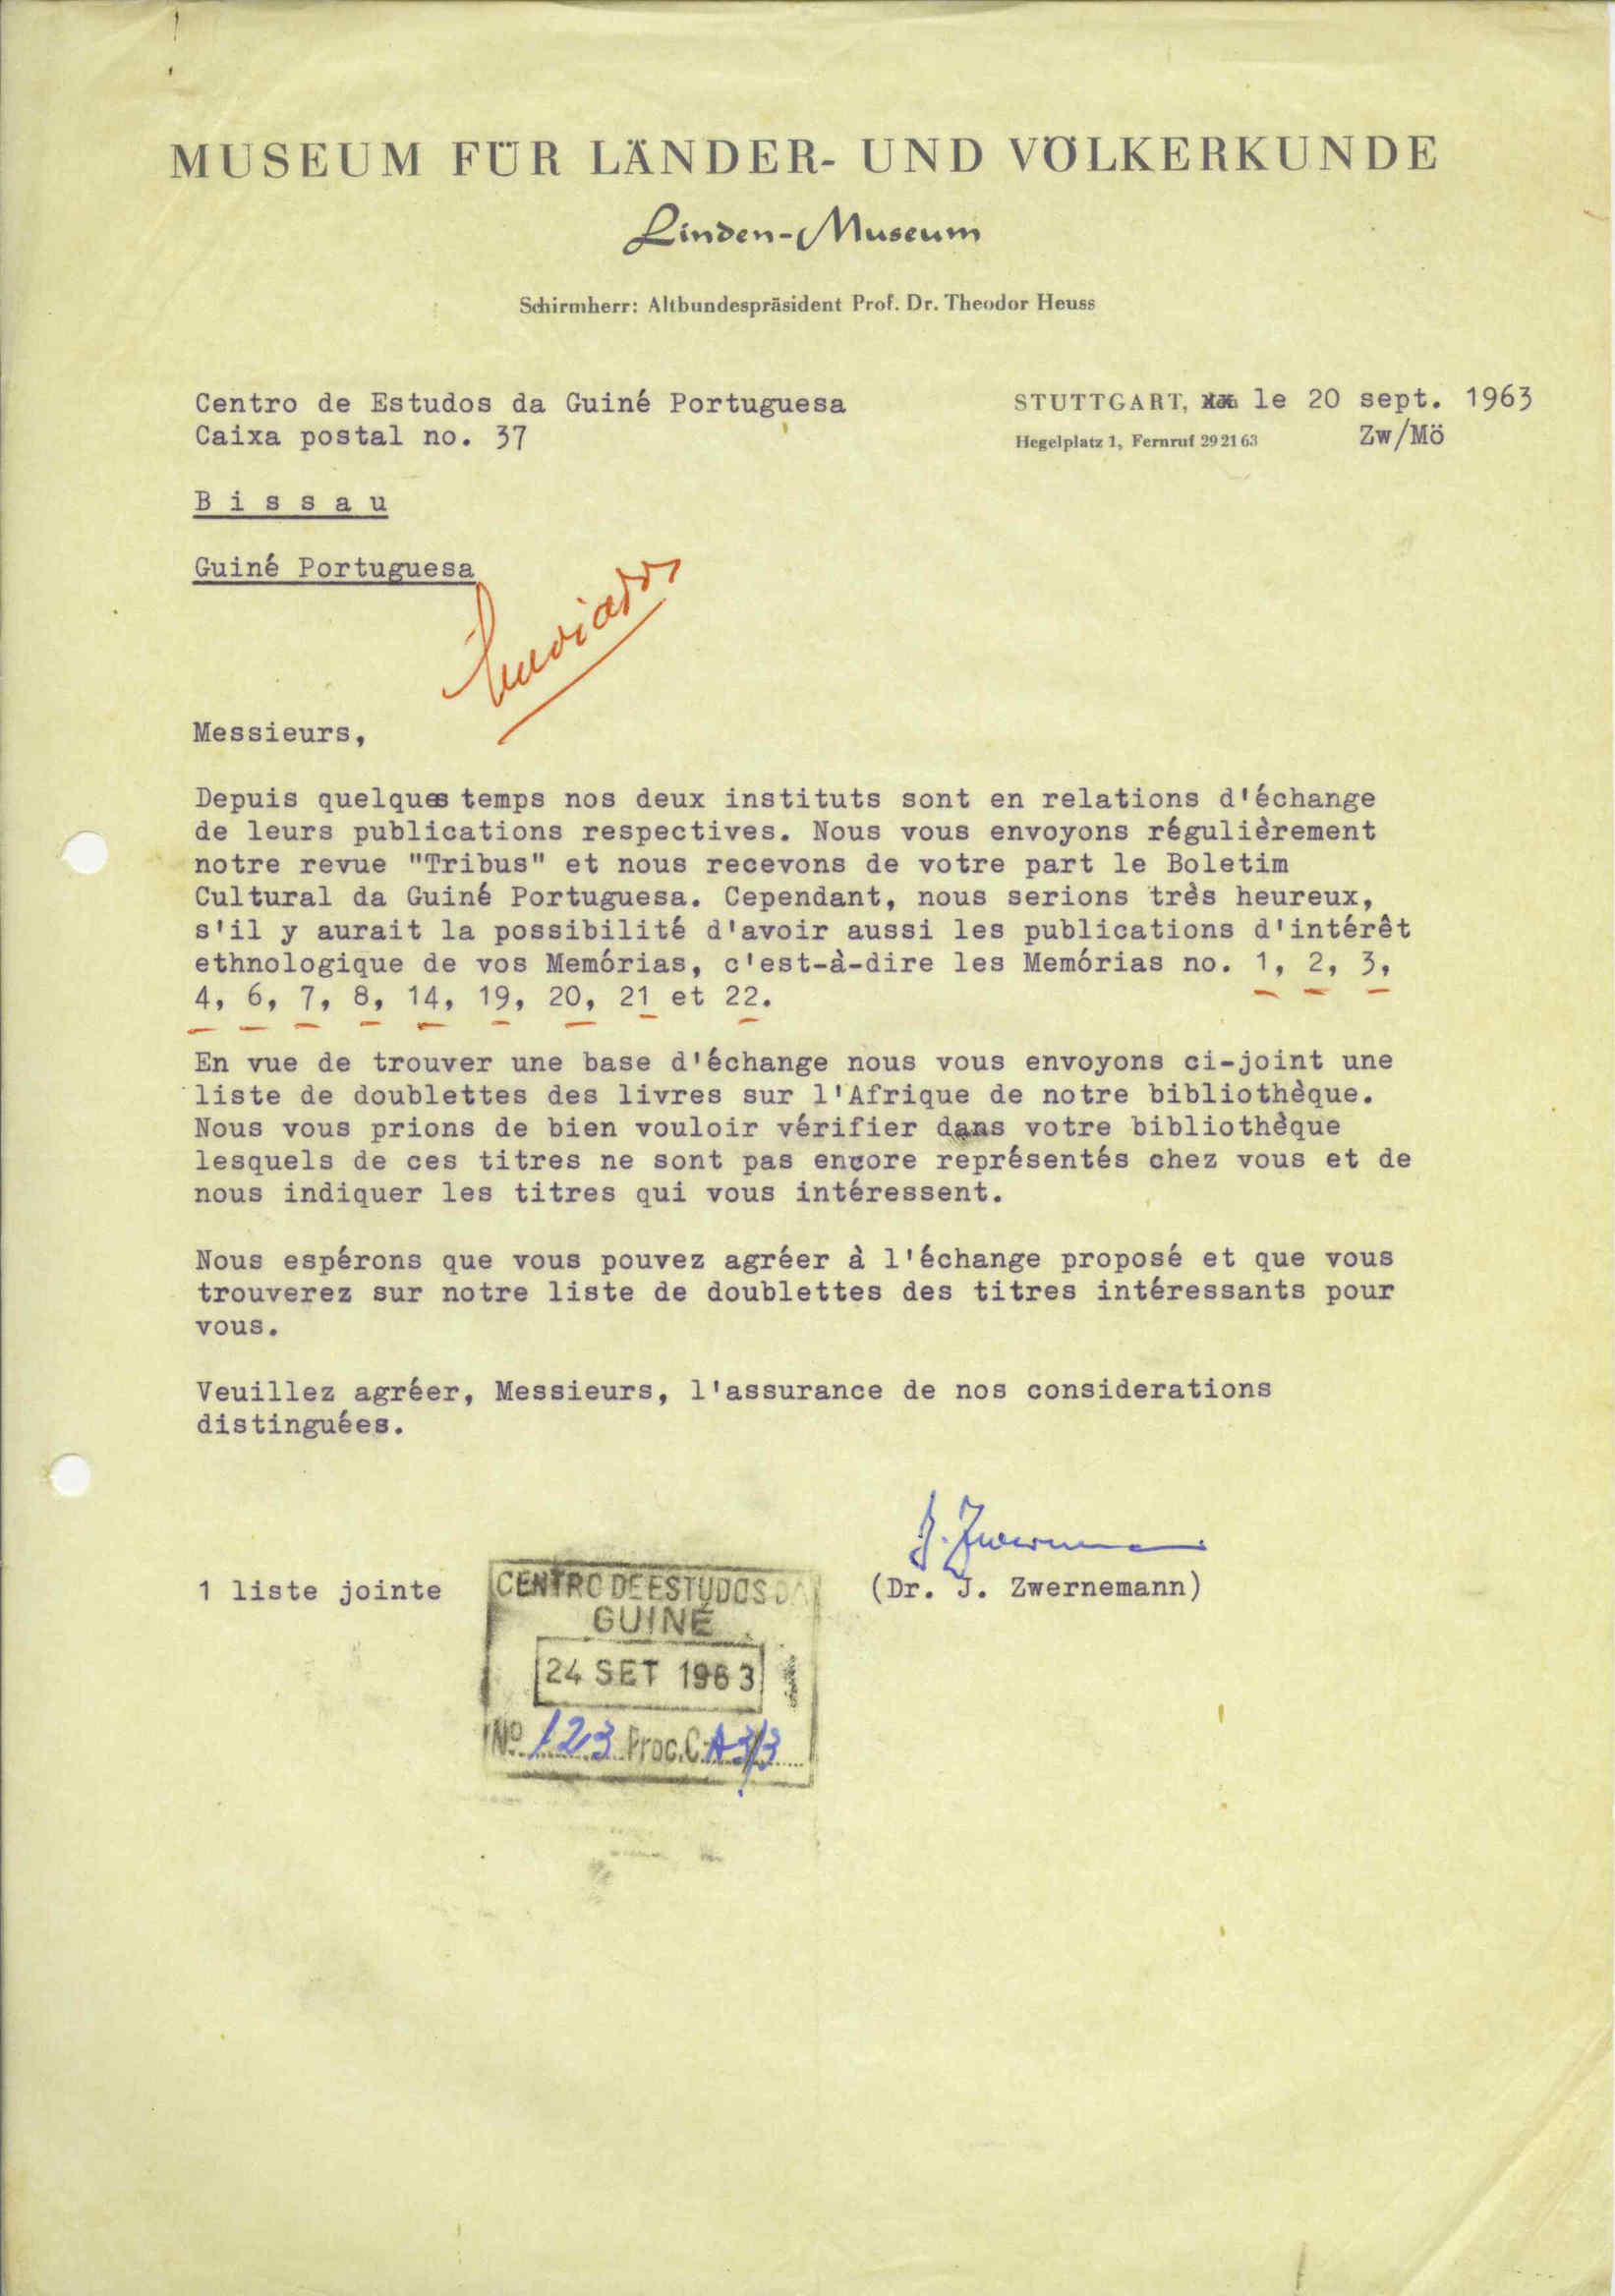 MUSEUM FÜR LÄNDER- UND VÖLKERKUNDE
Linden-Museum
Schirmherr: Altbundespräsident Prof. Dr. Theodor Heuss
Centro de Estudos da Guiné Portuguesa
Caixa postal no. 37
STUTTGART, le 20 sept. 1963
Hegelplatz 1, Fernruf 29 21 63 Zw/Mö
B i s s a u
Guiné Portuguesa
Enviados
Messieurs,
Depuis quelques temps nos deux instituts sont en relations d'échange
de leurs publications respectives. Nous vous envoyons régulièrement
notre revue "Tribus" et nous recevons de votre part le Boletim
Cultural da Guiné Portuguesa. Cependant, nous serions très heureux,
s'il y aurait la possibilité d'avoir aussi les publications d'intérêt
ethnologique de vos Memórias, c'est-à-dire les Memórias no. 1, 2, 3,
4, 6, 7, 8, 14, 19, 20, 21 et 22.
En vue de trouver une base d'échange nous vous envoyons ci-joint une
liste de doublettes des livres sur l'Afrique de notre bibliothèque.
Nous vous prions de bien vouloir vérifier dans votre bibliothèque
lesquels de ces titres ne sont pas encore représentés chez vous et de
nous indiquer les titres qui vous intéressent.
Nous espérons que vous pouvez agréer à l'échange proposé et que vous
trouverez sur notre liste de doublettes des titres intéressants pour
vous.
Veuillez agréer, Messieurs, l'assurance de nos considerations
distinguées.
J. Zwernemann
(Dr. J. Zwernemann)
1 liste jointe
CENTRO DE ESTUDOS DA
GUINÉ
24 SET 1963
Nº 123 Proc. C. A 3/3